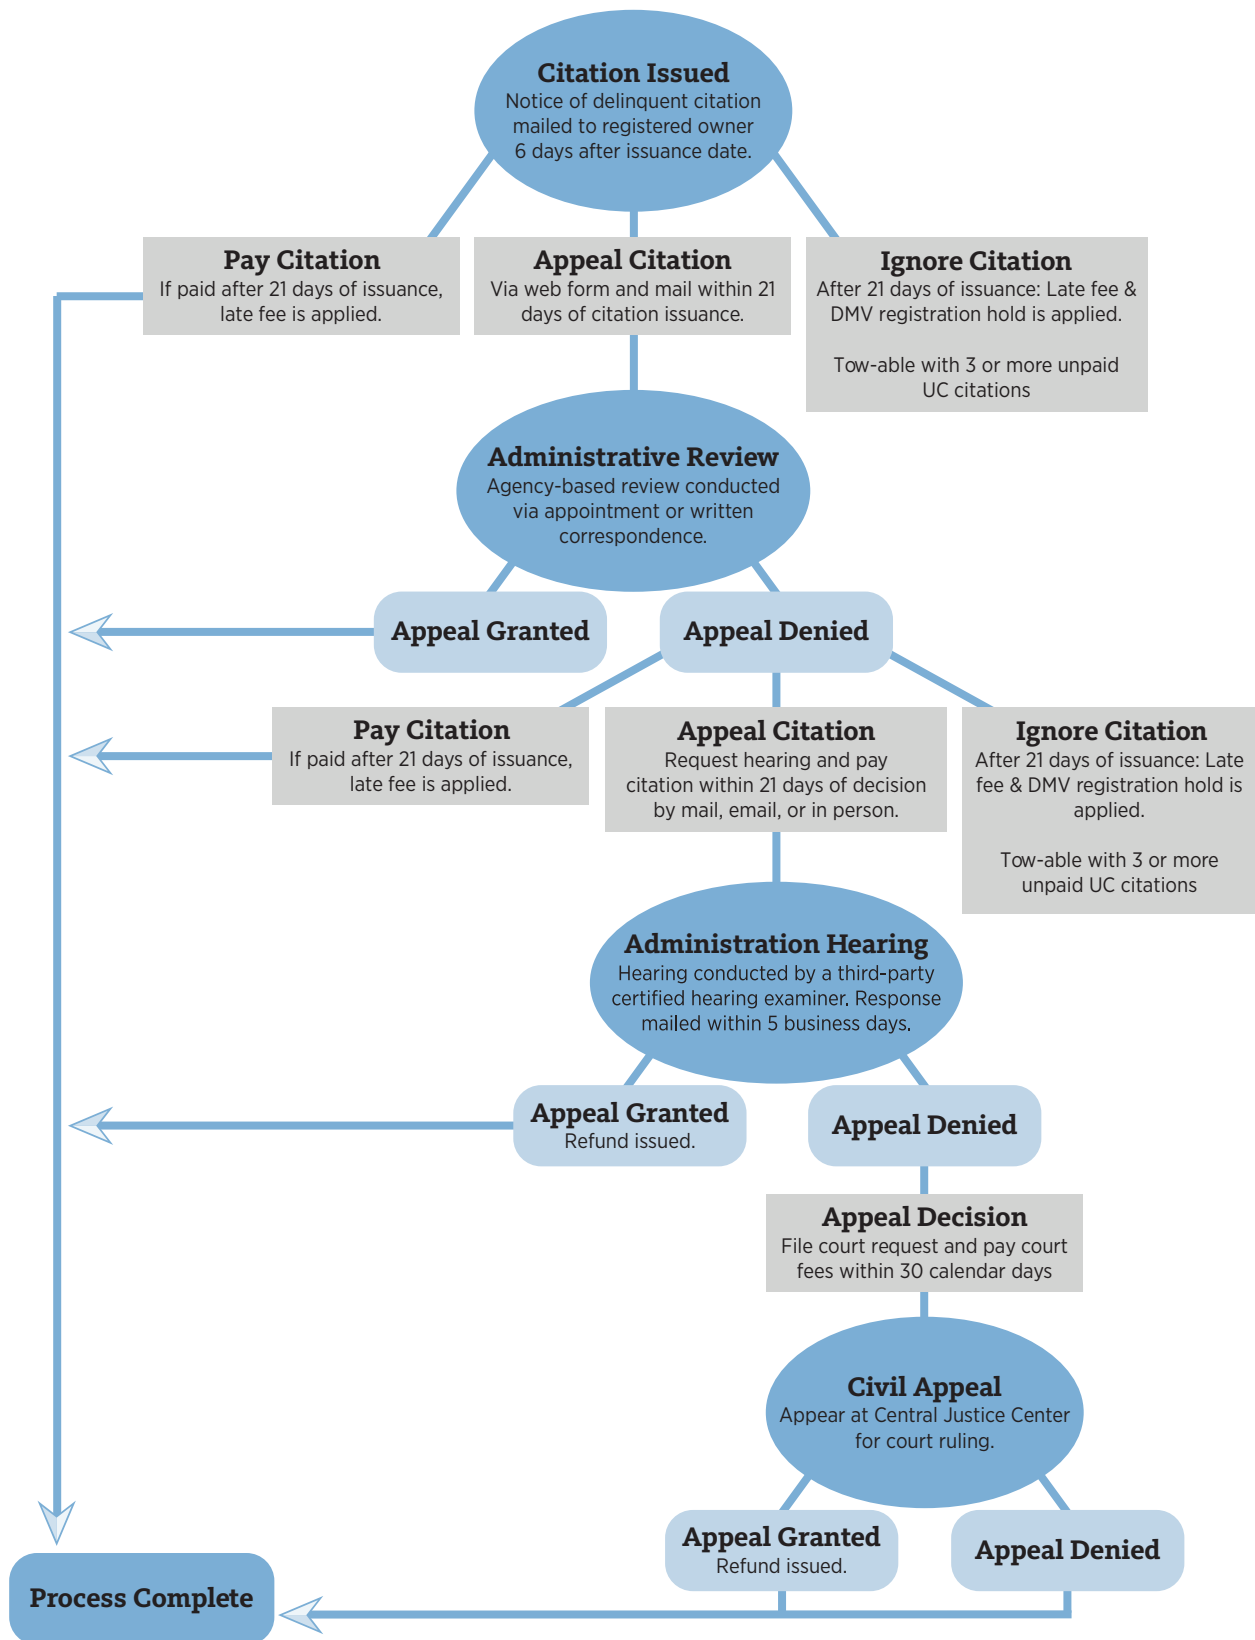 Citation Issued
Notice of delinquent citation
mailed to registered owner
6 days after issuance date.
Pay Citation
If paid after 21 days of issuance,
late fee is applied.
Appeal Citation
Via web form and mail within 21
days of citation issuance.
Ignore Citation
After 21 days of issuance: Late fee &
DMV registration hold is applied.
Tow-able with 3 or more unpaid
UC citations
Administrative Review
Agency-based review conducted
via appointment or written
correspondence.
Appeal Granted
Appeal Denied
Pay Citation
If paid after 21 days of issuance,
late fee is applied.
Appeal Citation
Request hearing and pay
citation within 21 days of decision
by mail, email, or in person.
Ignore Citation
After 21 days of issuance: Late
fee & DMV registration hold is
applied.
Tow-able with 3 or more
unpaid UC citations
Administration Hearing
Hearing conducted by a third-party
certified hearing examiner. Response
mailed within 5 business days.
Appeal Granted
Refund issued.
Appeal Denied
Appeal Decision
File court request and pay court
fees within 30 calendar days
Civil Appeal
Appear at Central Justice Center
for court ruling.
Appeal Granted
Refund issued.
Appeal Denied
Process Complete